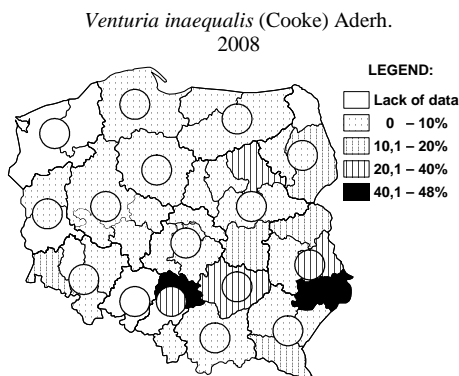 Venturia inaequalis (Cooke) Aderh.
2008
LEGEND:
Lack of data
0 – 10%
10,1 – 20%
20,1 – 40%
40,1 – 48%